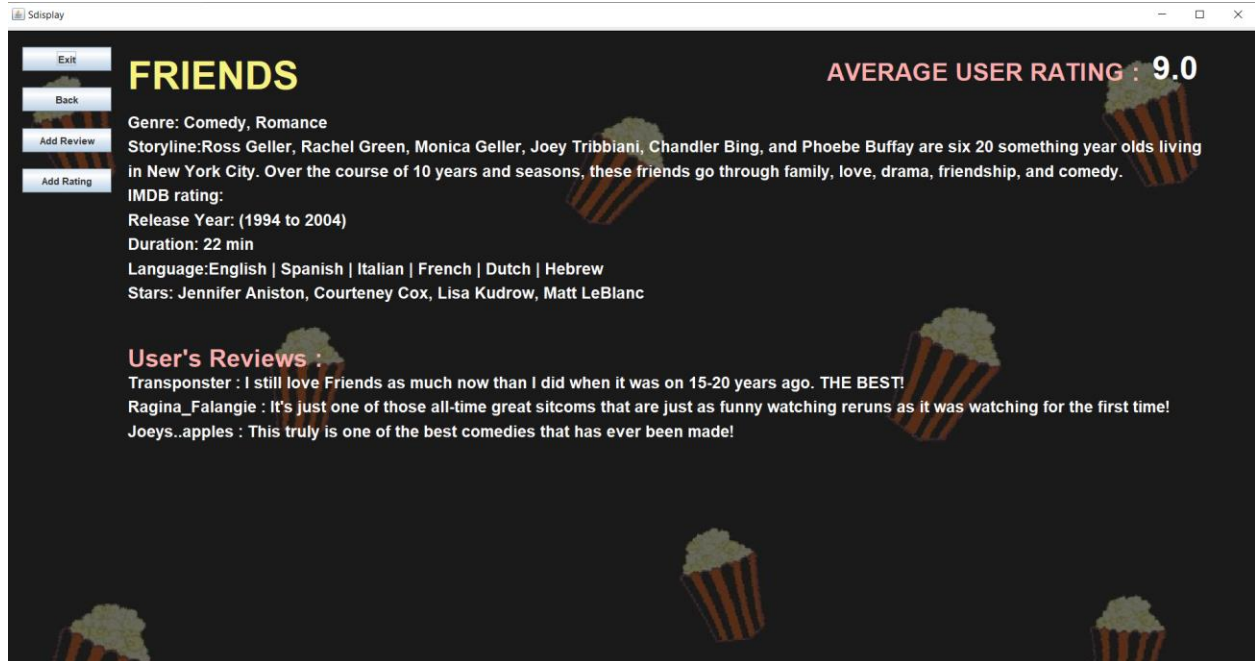 Sdisplay
Exit
Back
Add Review
Add Rating
FRIENDS
AVERAGE USER RATING : 9.0
Genre: Comedy, Romance
Storyline:Ross Geller, Rachel Green, Monica Geller, Joey Tribbiani, Chandler Bing, and Phoebe Buffay are six 20 something year olds living
in New York City. Over the course of 10 years and seasons, these friends go through family, love, drama, friendship, and comedy.
IMDB rating:
Release Year: (1994 to 2004)
Duration: 22 min
Language:English | Spanish | Italian | French | Dutch | Hebrew
Stars: Jennifer Aniston, Courteney Cox, Lisa Kudrow, Matt LeBlanc
User's Reviews :
Transponster : I still love Friends as much now than I did when it was on 15-20 years ago. THE BEST!
Ragina_Falangie : It's just one of those all-time great sitcoms that are just as funny watching reruns as it was watching for the first time!
Joeys..apples : This truly is one of the best comedies that has ever been made!